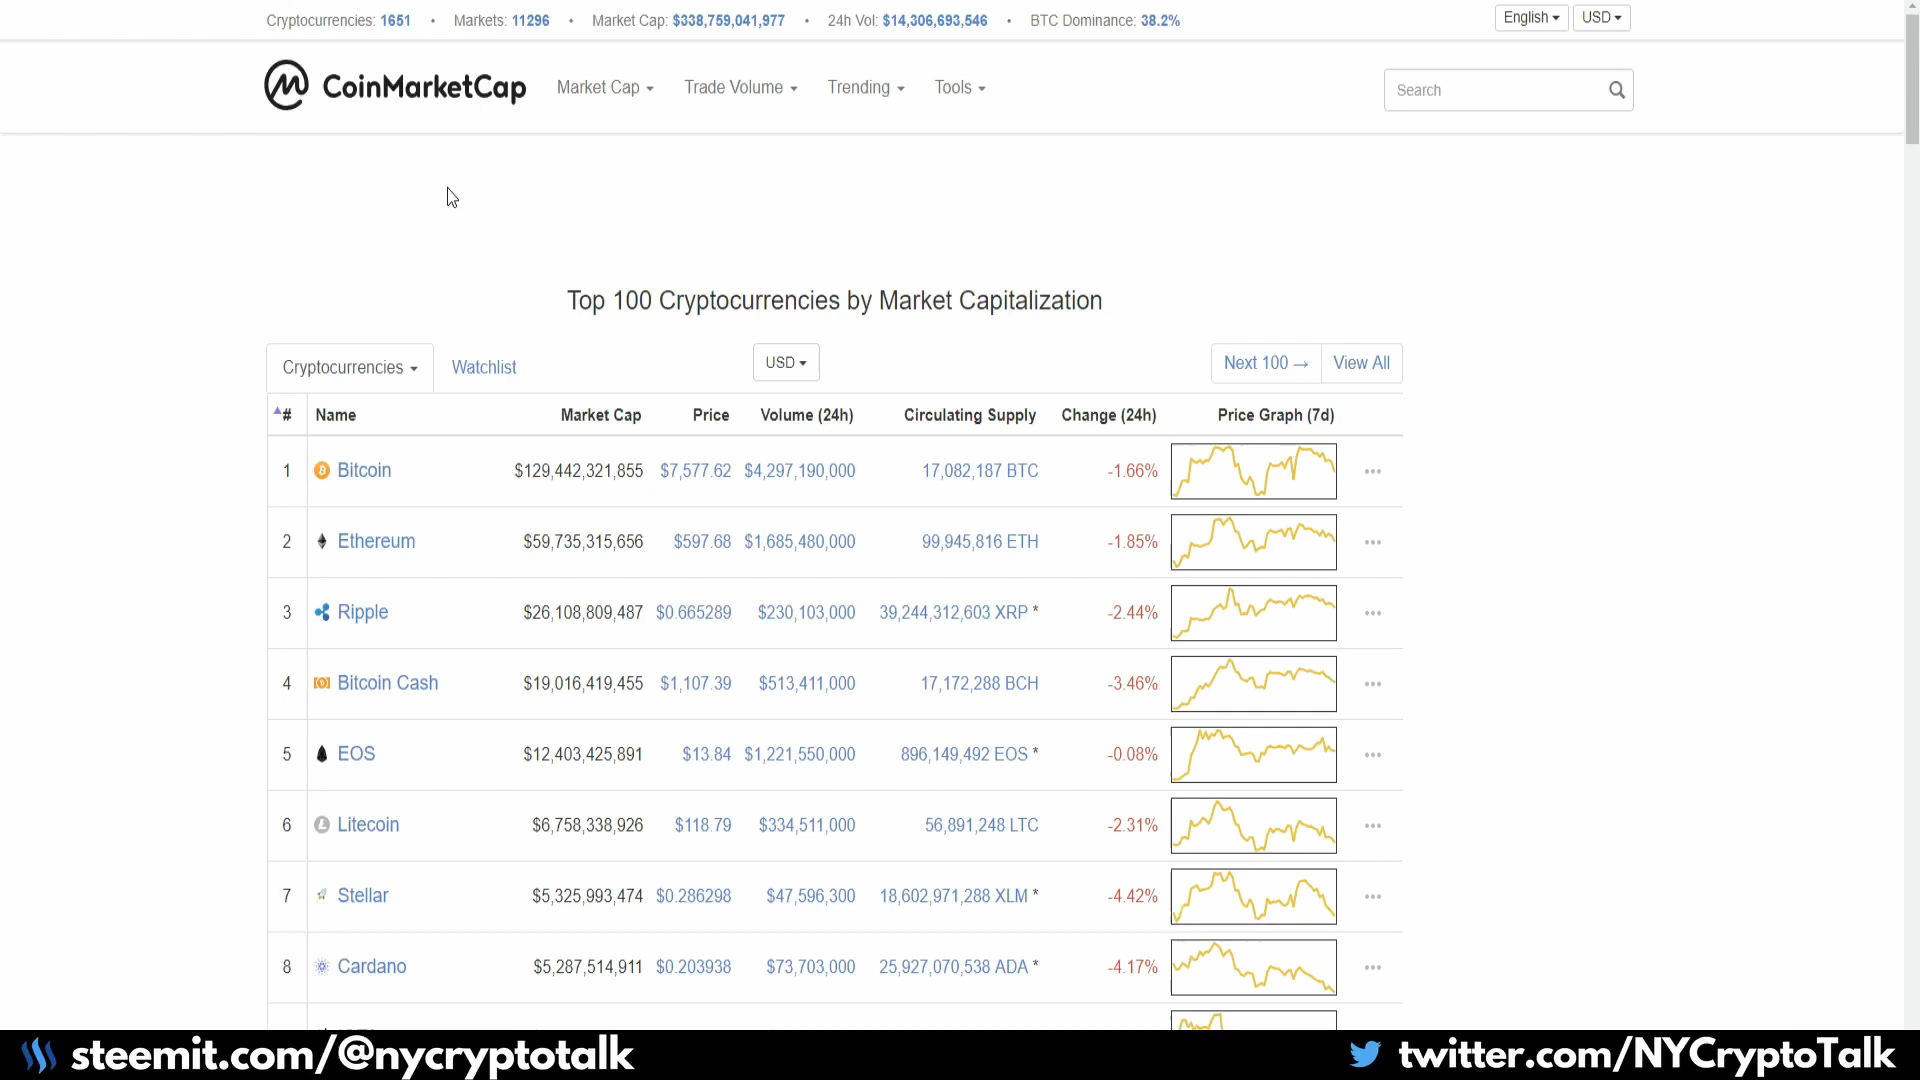 Cryptocurrencies: 1651 • Markets: 11296 • Market Cap: $338,759,041,977 • 24h Vol: $14,306,693,546 • BTC Dominance: 38.2% English USD
CoinMarketCap Market Cap Trade Volume Trending Tools Search
Top 100 Cryptocurrencies by Market Capitalization
Cryptocurrencies Watchlist USD Next 100 → View All
# Name Market Cap Price Volume (24h) Circulating Supply Change (24h) Price Graph (7d)
1 Bitcoin $129,442,321,855 $7,577.62 $4,297,190,000 17,082,187 BTC -1.66%
2 Ethereum $59,735,315,656 $597.68 $1,685,480,000 99,945,816 ETH -1.85%
3 Ripple $26,108,809,487 $0.665289 $230,103,000 39,244,312,603 XRP * -2.44%
4 Bitcoin Cash $19,016,419,455 $1,107.39 $513,411,000 17,172,288 BCH -3.46%
5 EOS $12,403,425,891 $13.84 $1,221,550,000 896,149,492 EOS * -0.08%
6 Litecoin $6,758,338,926 $118.79 $334,511,000 56,891,248 LTC -2.31%
7 Stellar $5,325,993,474 $0.286298 $47,596,300 18,602,971,288 XLM * -4.42%
8 Cardano $5,287,514,911 $0.203938 $73,703,000 25,927,070,538 ADA * -4.17%
steemit.com/@nycryptotalk twitter.com/NYCryptoTalk